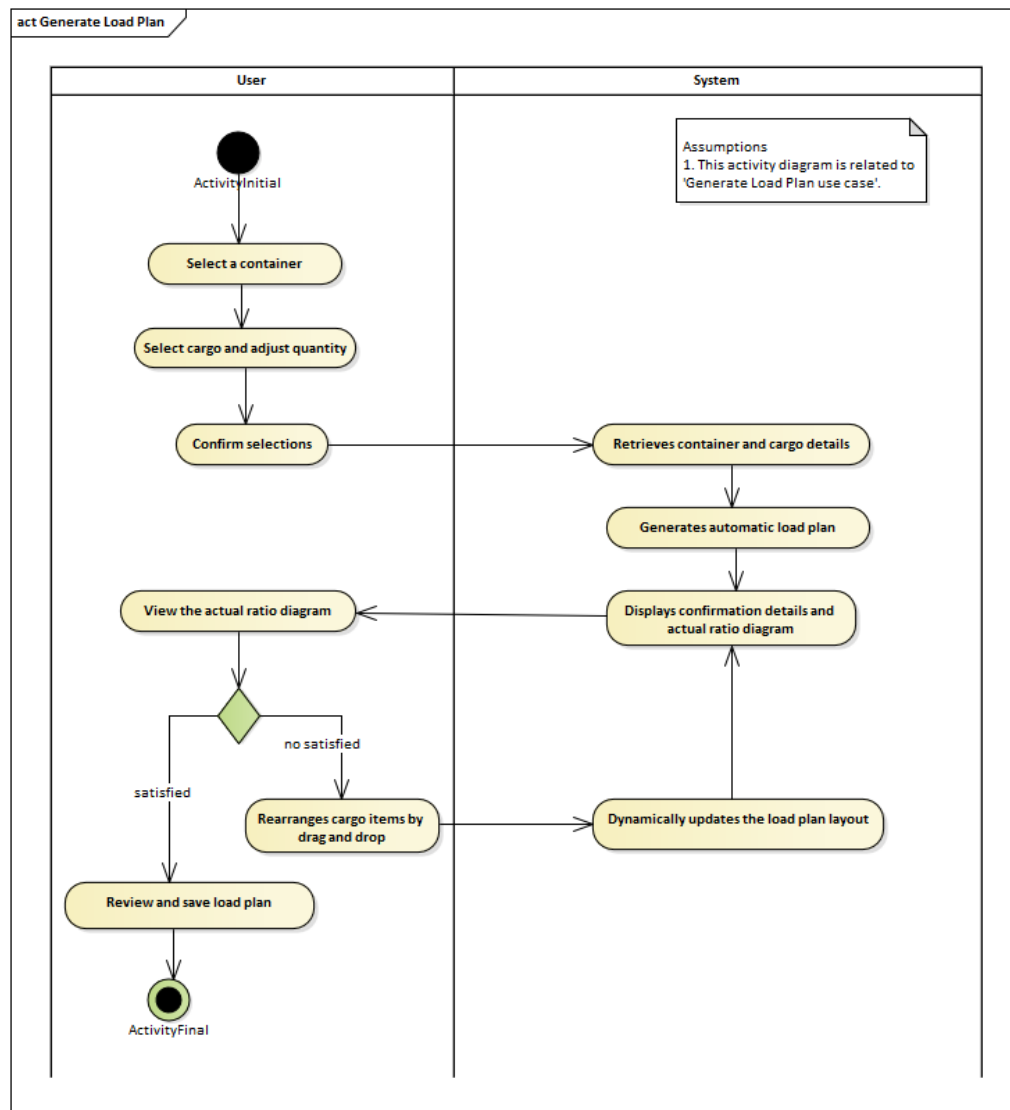 act Generate Load Plan
User
System
Assumptions
1. This activity diagram is related to
'Generate Load Plan use case'.
ActivityInitial
Select a container
Select cargo and adjust quantity
Confirm selections
Retrieves container and cargo details
Generates automatic load plan
View the actual ratio diagram
Displays confirmation details and
actual ratio diagram
no satisfied
satisfied
Rearranges cargo items by
drag and drop
Dynamically updates the load plan layout
Review and save load plan
ActivityFinal